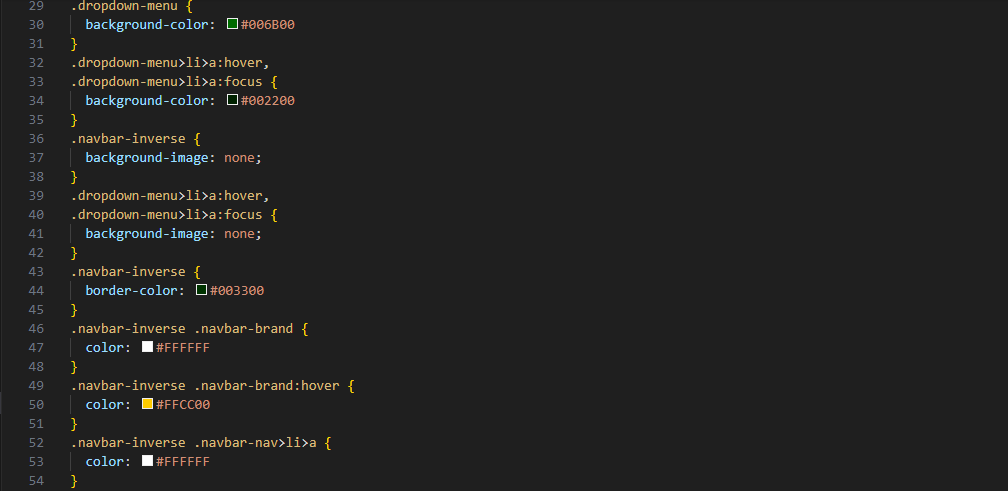 29 .dropdown-menu {
30 background-color: #006B00
31 }
32 .dropdown-menu>li>a:hover,
33 .dropdown-menu>li>a:focus {
34 background-color: #002200
35 }
36 .navbar-inverse {
37 background-image: none;
38 }
39 .dropdown-menu>li>a:hover,
40 .dropdown-menu>li>a:focus {
41 background-image: none;
42 }
43 .navbar-inverse {
44 border-color: #003300
45 }
46 .navbar-inverse .navbar-brand {
47 color: #FFFFFF
48 }
49 .navbar-inverse .navbar-brand:hover {
50 color: #FFCC00
51 }
52 .navbar-inverse .navbar-nav>li>a {
53 color: #FFFFFF
54 }